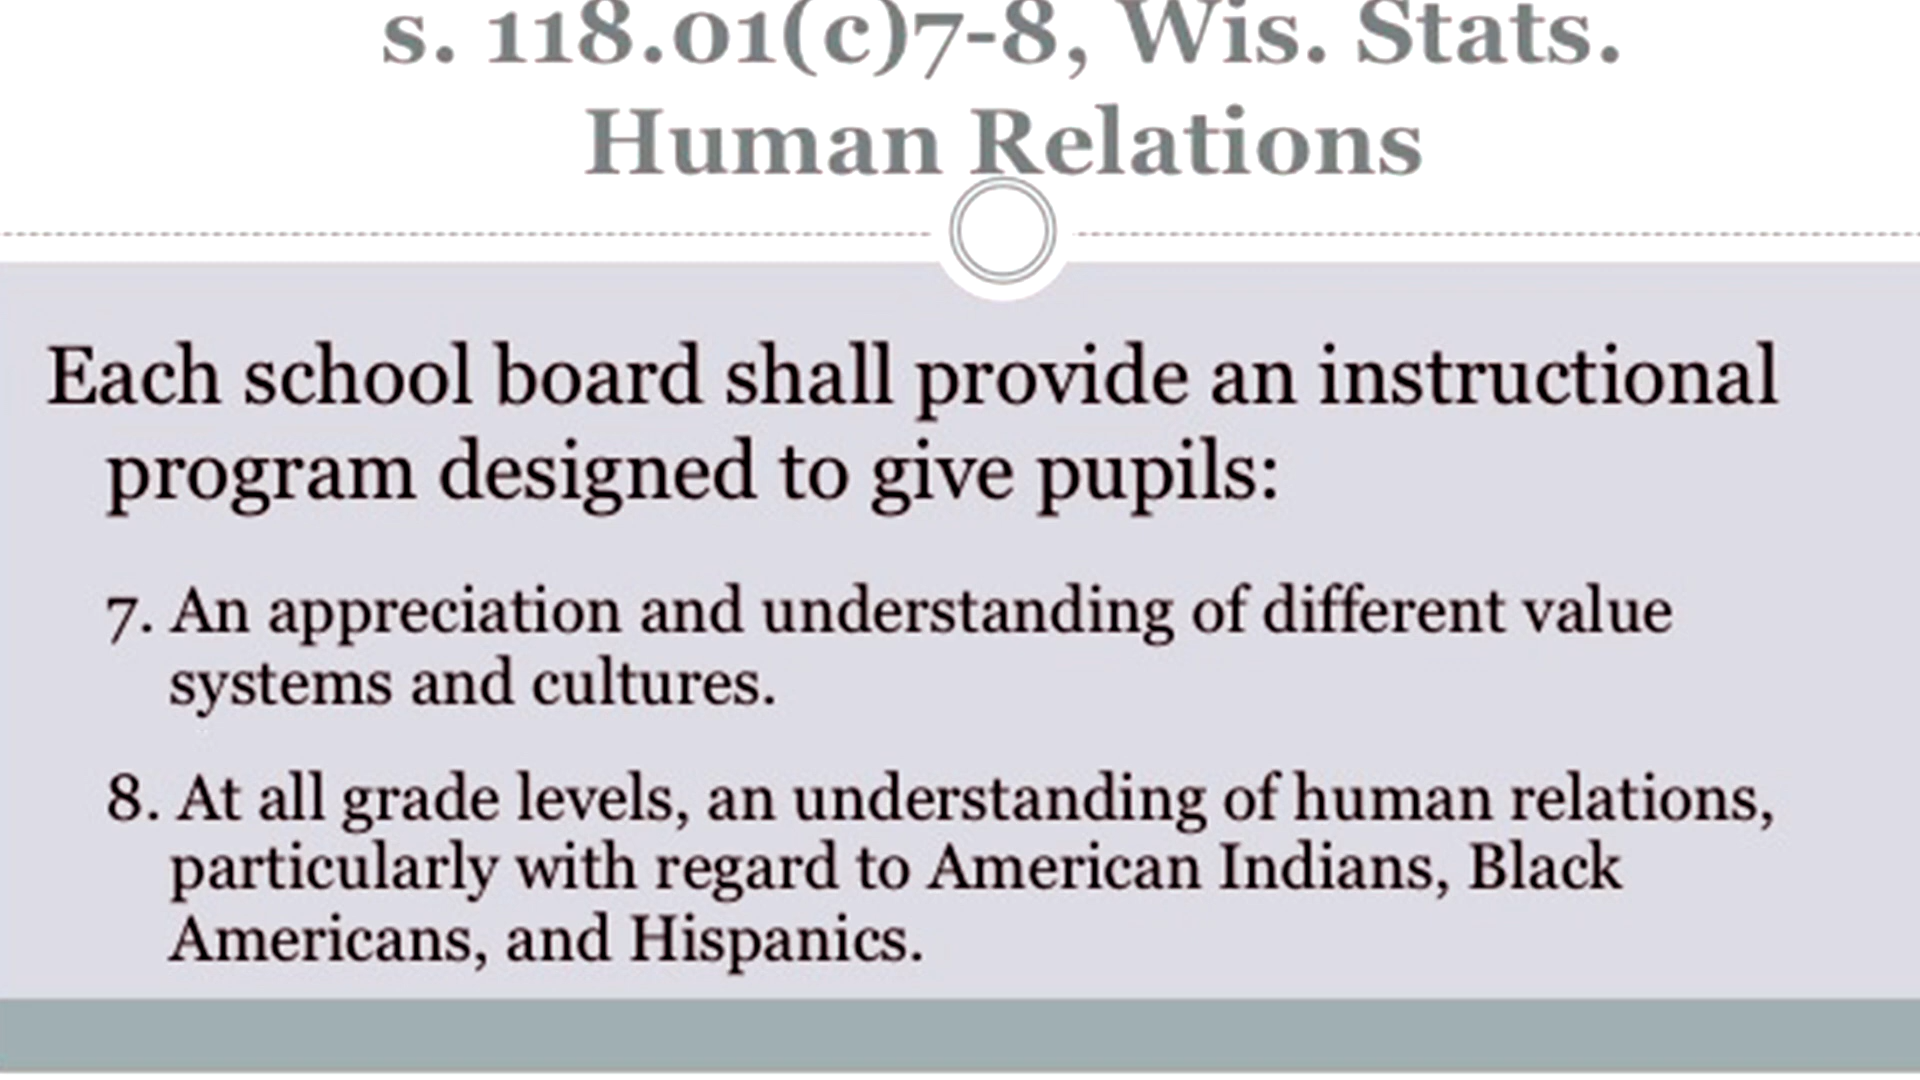 s. 118.01(c)7-8, Wis. Stats.
Human Relations
Each school board shall provide an instructional
program designed to give pupils:
7. An appreciation and understanding of different value
systems and cultures.
8. At all grade levels, an understanding of human relations,
particularly with regard to American Indians, Black
Americans, and Hispanics.